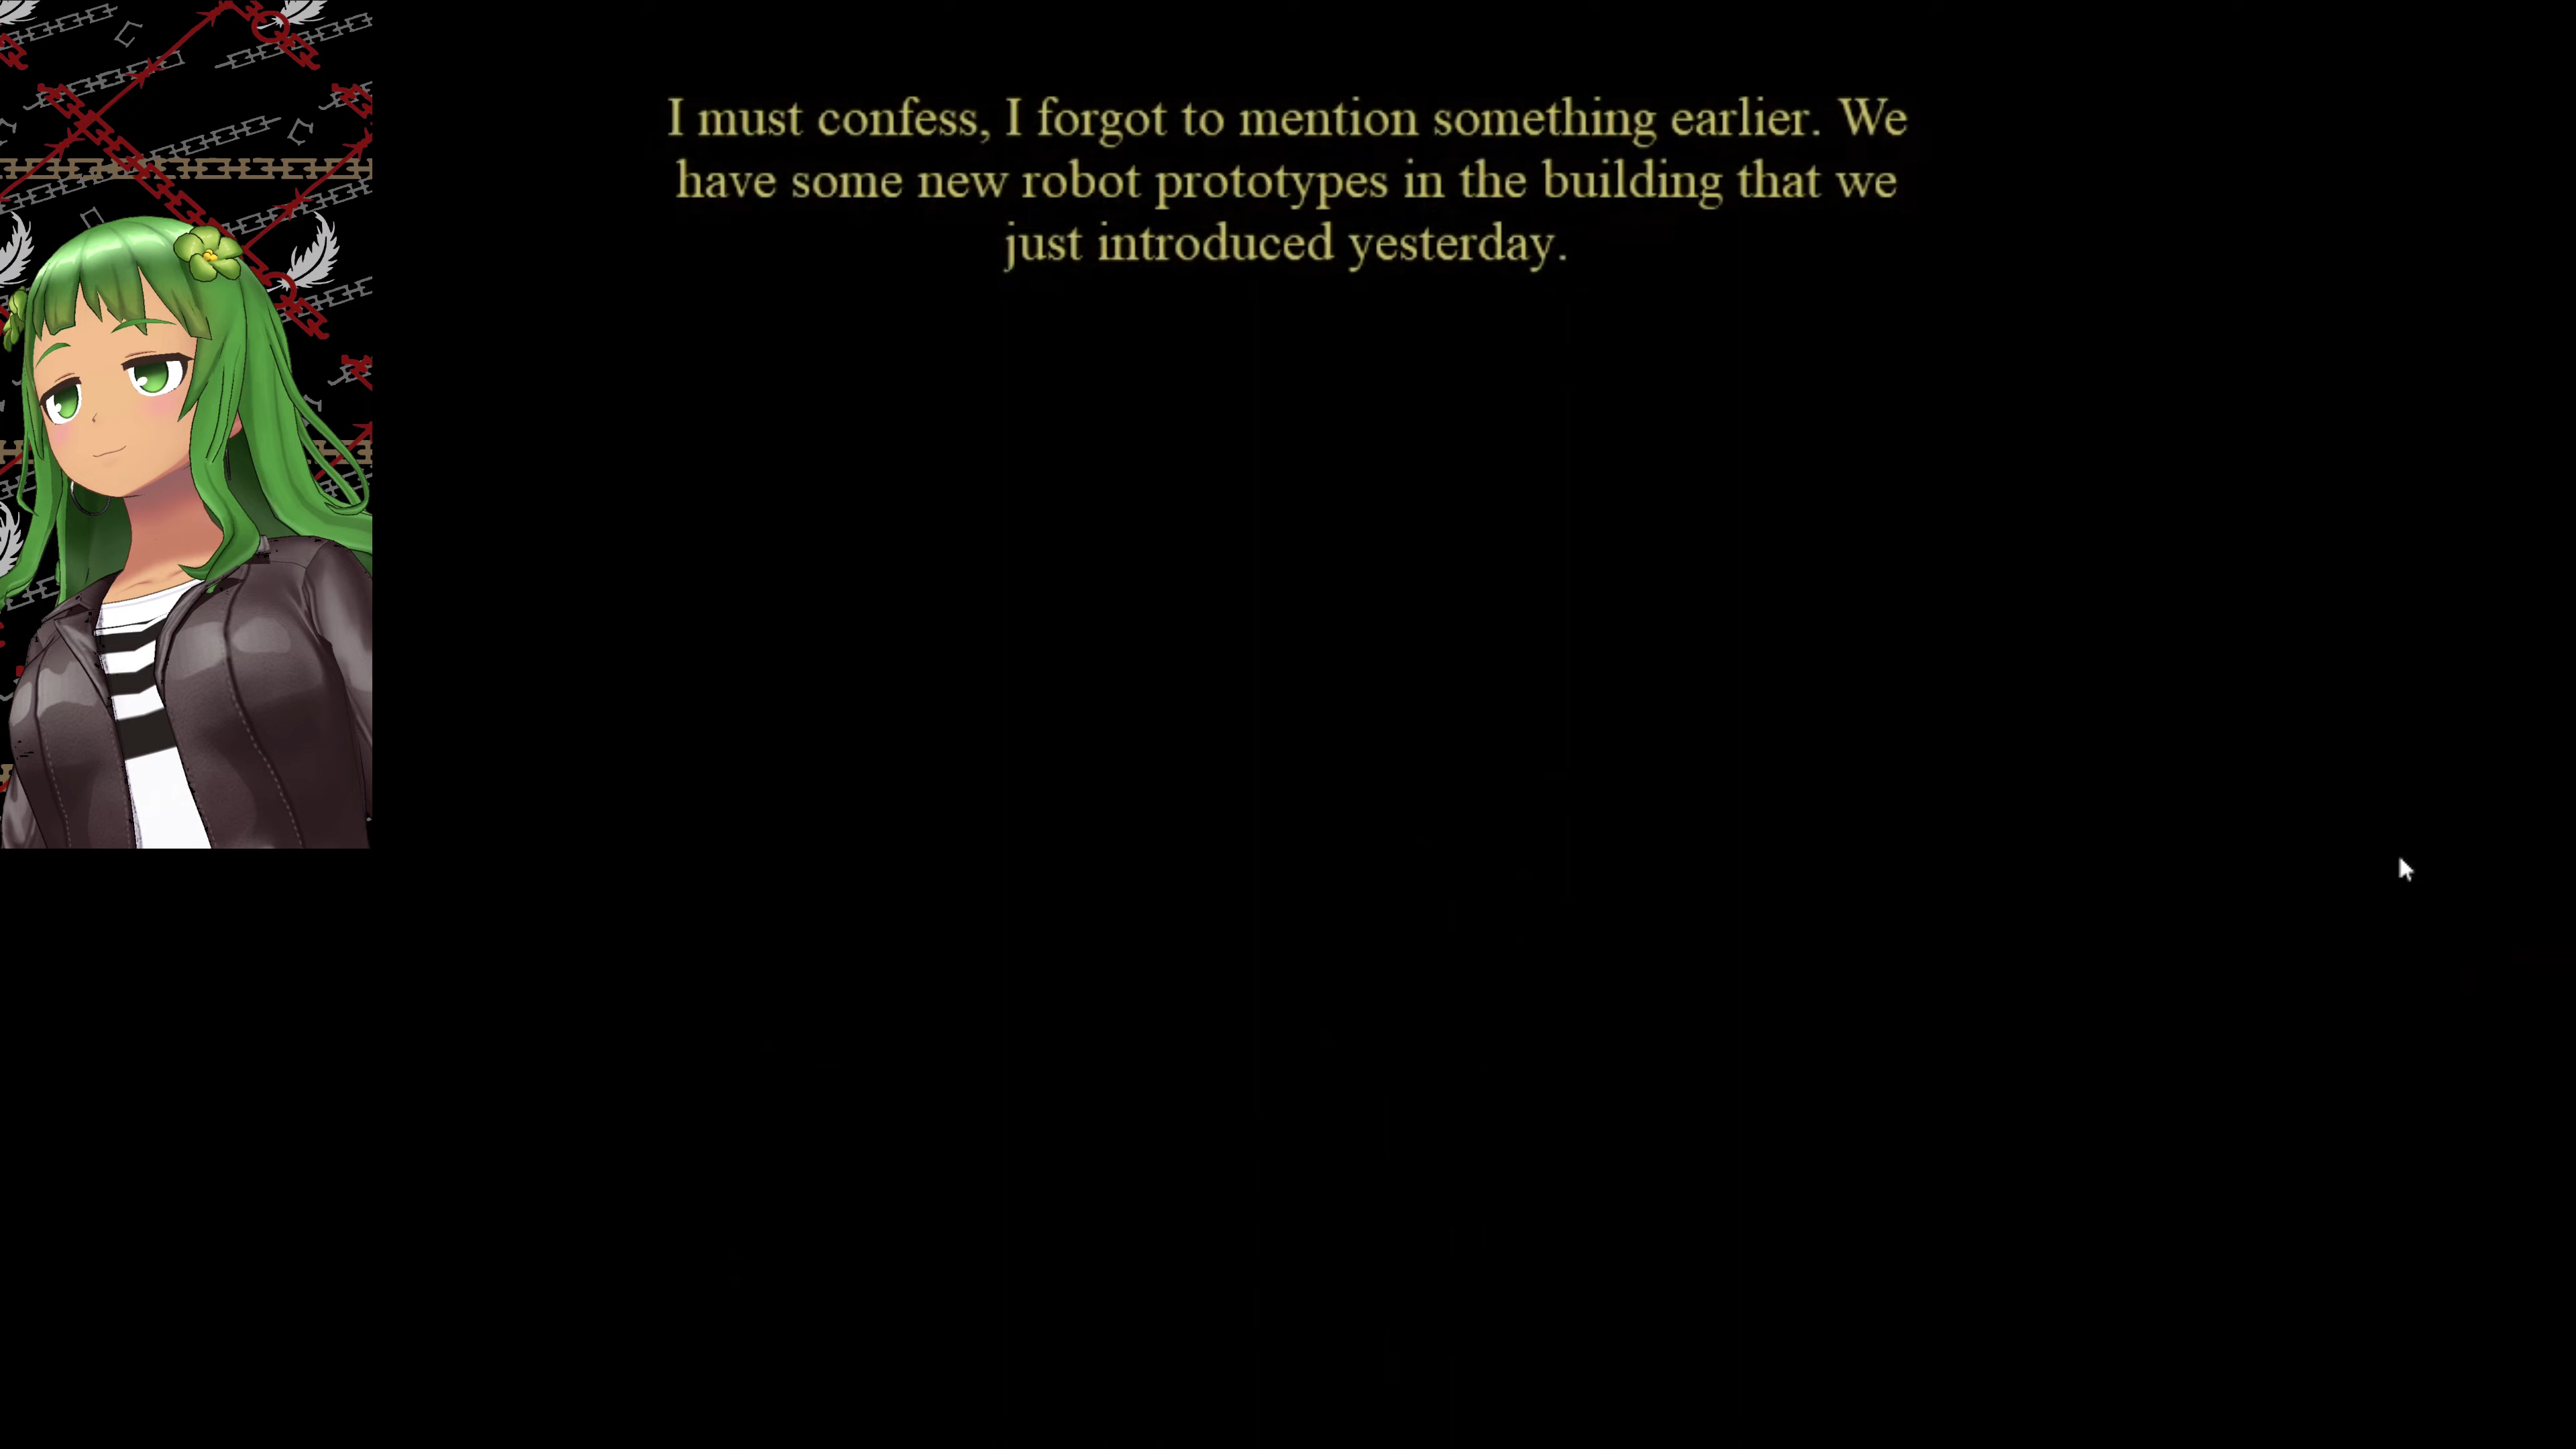 I must confess, I forgot to mention something earlier. We
have some new robot prototypes in the building that we
just introduced yesterday.